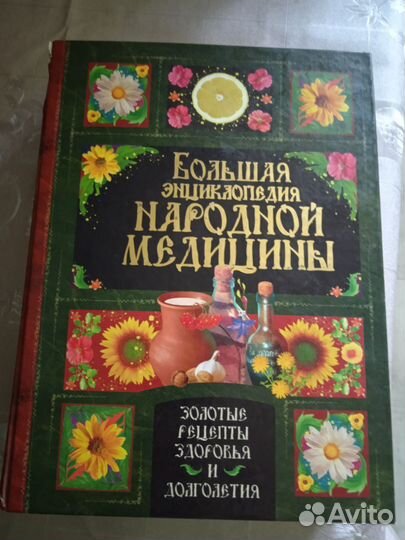 Большая
энциклопедия
народной
медицины
золотые
рецепты
здоровья
и
долголетия
Avito